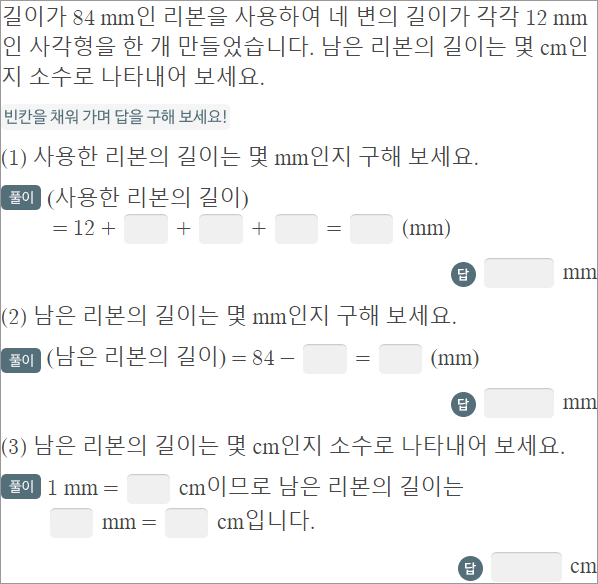 길이가 84 mm인 리본을 사용하여 네 변의 길이가 각각 12 mm
인 사각형을 한 개 만들었습니다. 남은 리본의 길이는 몇 cm인
지 소수로 나타내어 보세요.
빈칸을 채워 가며 답을 구해 보세요!
(1) 사용한 리본의 길이는 몇 mm인지 구해 보세요.
풀이 (사용한 리본의 길이)
= 12 + + + = (mm)
답 mm
(2) 남은 리본의 길이는 몇 mm인지 구해 보세요.
풀이 (남은 리본의 길이) = 84 − = (mm)
답 mm
(3) 남은 리본의 길이는 몇 cm인지 소수로 나타내어 보세요.
풀이 1 mm = cm이므로 남은 리본의 길이는
mm = cm입니다.
답 cm